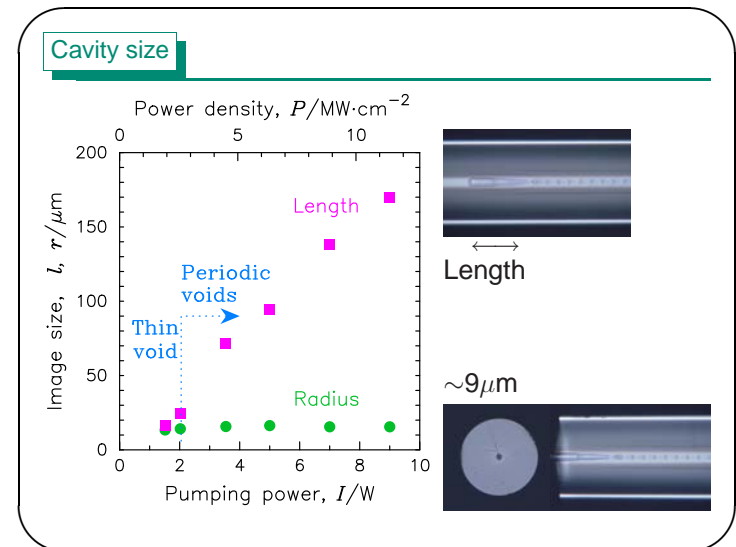 Cavity size
Power density, P/MW·cm⁻²
0 5 10
200
150
100
50
0
Image size, l, r/μm
Length
Periodic
voids
Thin
void
Radius
0 2 4 6 8 10
Pumping power, I/W
Length
~9μm